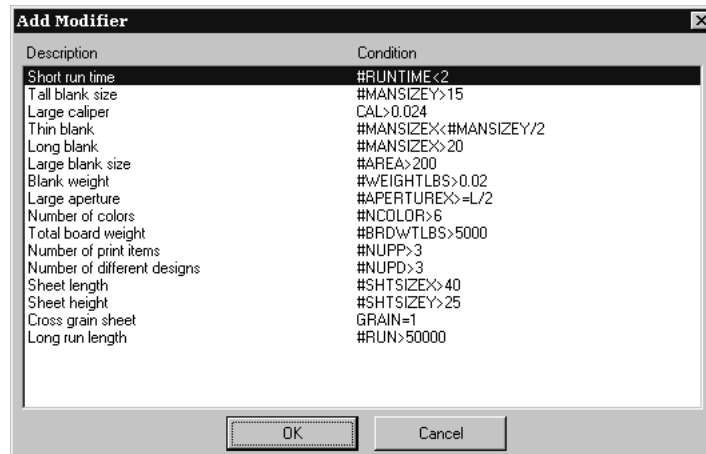 Add Modifier
Description Condition
Short run time #RUNTIME<2
Tall blank size #MANSIZEY>15
Large caliper CAL>0.024
Thin blank #MANSIZEX<#MANSIZEY/2
Long blank #MANSIZEX>20
Large blank size #AREA>200
Blank weight #WEIGHTLBS>0.02
Large aperture #APERTUREX>=L/2
Number of colors #NCOLOR>6
Total board weight #BRDWTLBS>5000
Number of print items #NUPP>3
Number of different designs #NUPD>3
Sheet length #SHTSIZEX>40
Sheet height #SHTSIZEY>25
Cross grain sheet GRAIN=1
Long run length #RUN>50000
OK Cancel